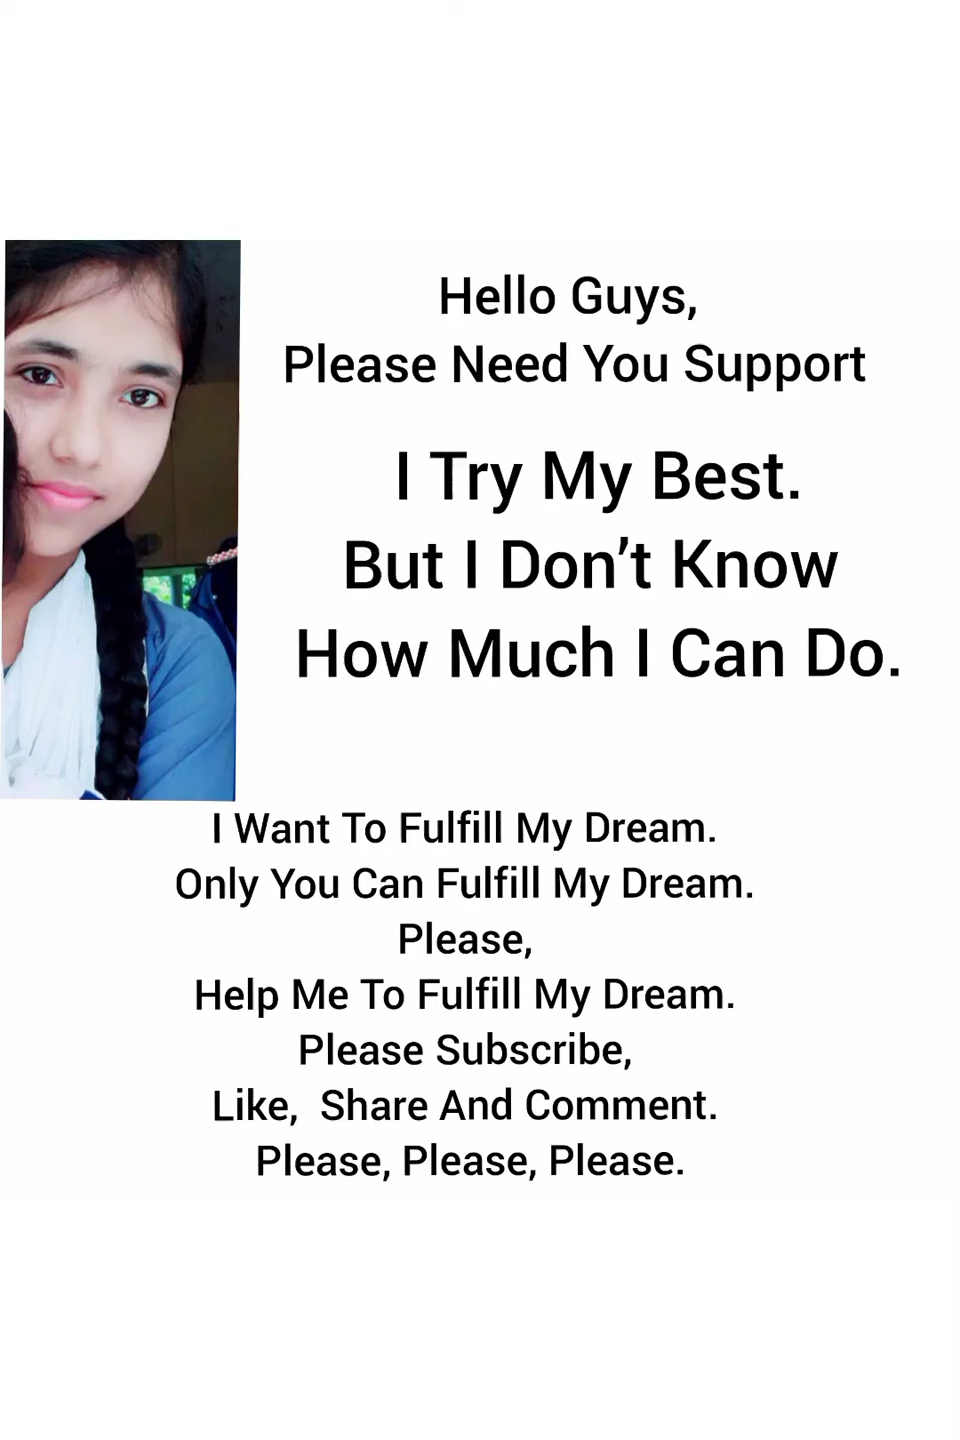 Hello Guys,
Please Need You Support
I Try My Best.
But I Don't Know
How Much I Can Do.
I Want To Fulfill My Dream.
Only You Can Fulfill My Dream.
Please,
Help Me To Fulfill My Dream.
Please Subscribe,
Like,  Share And Comment.
Please, Please, Please.